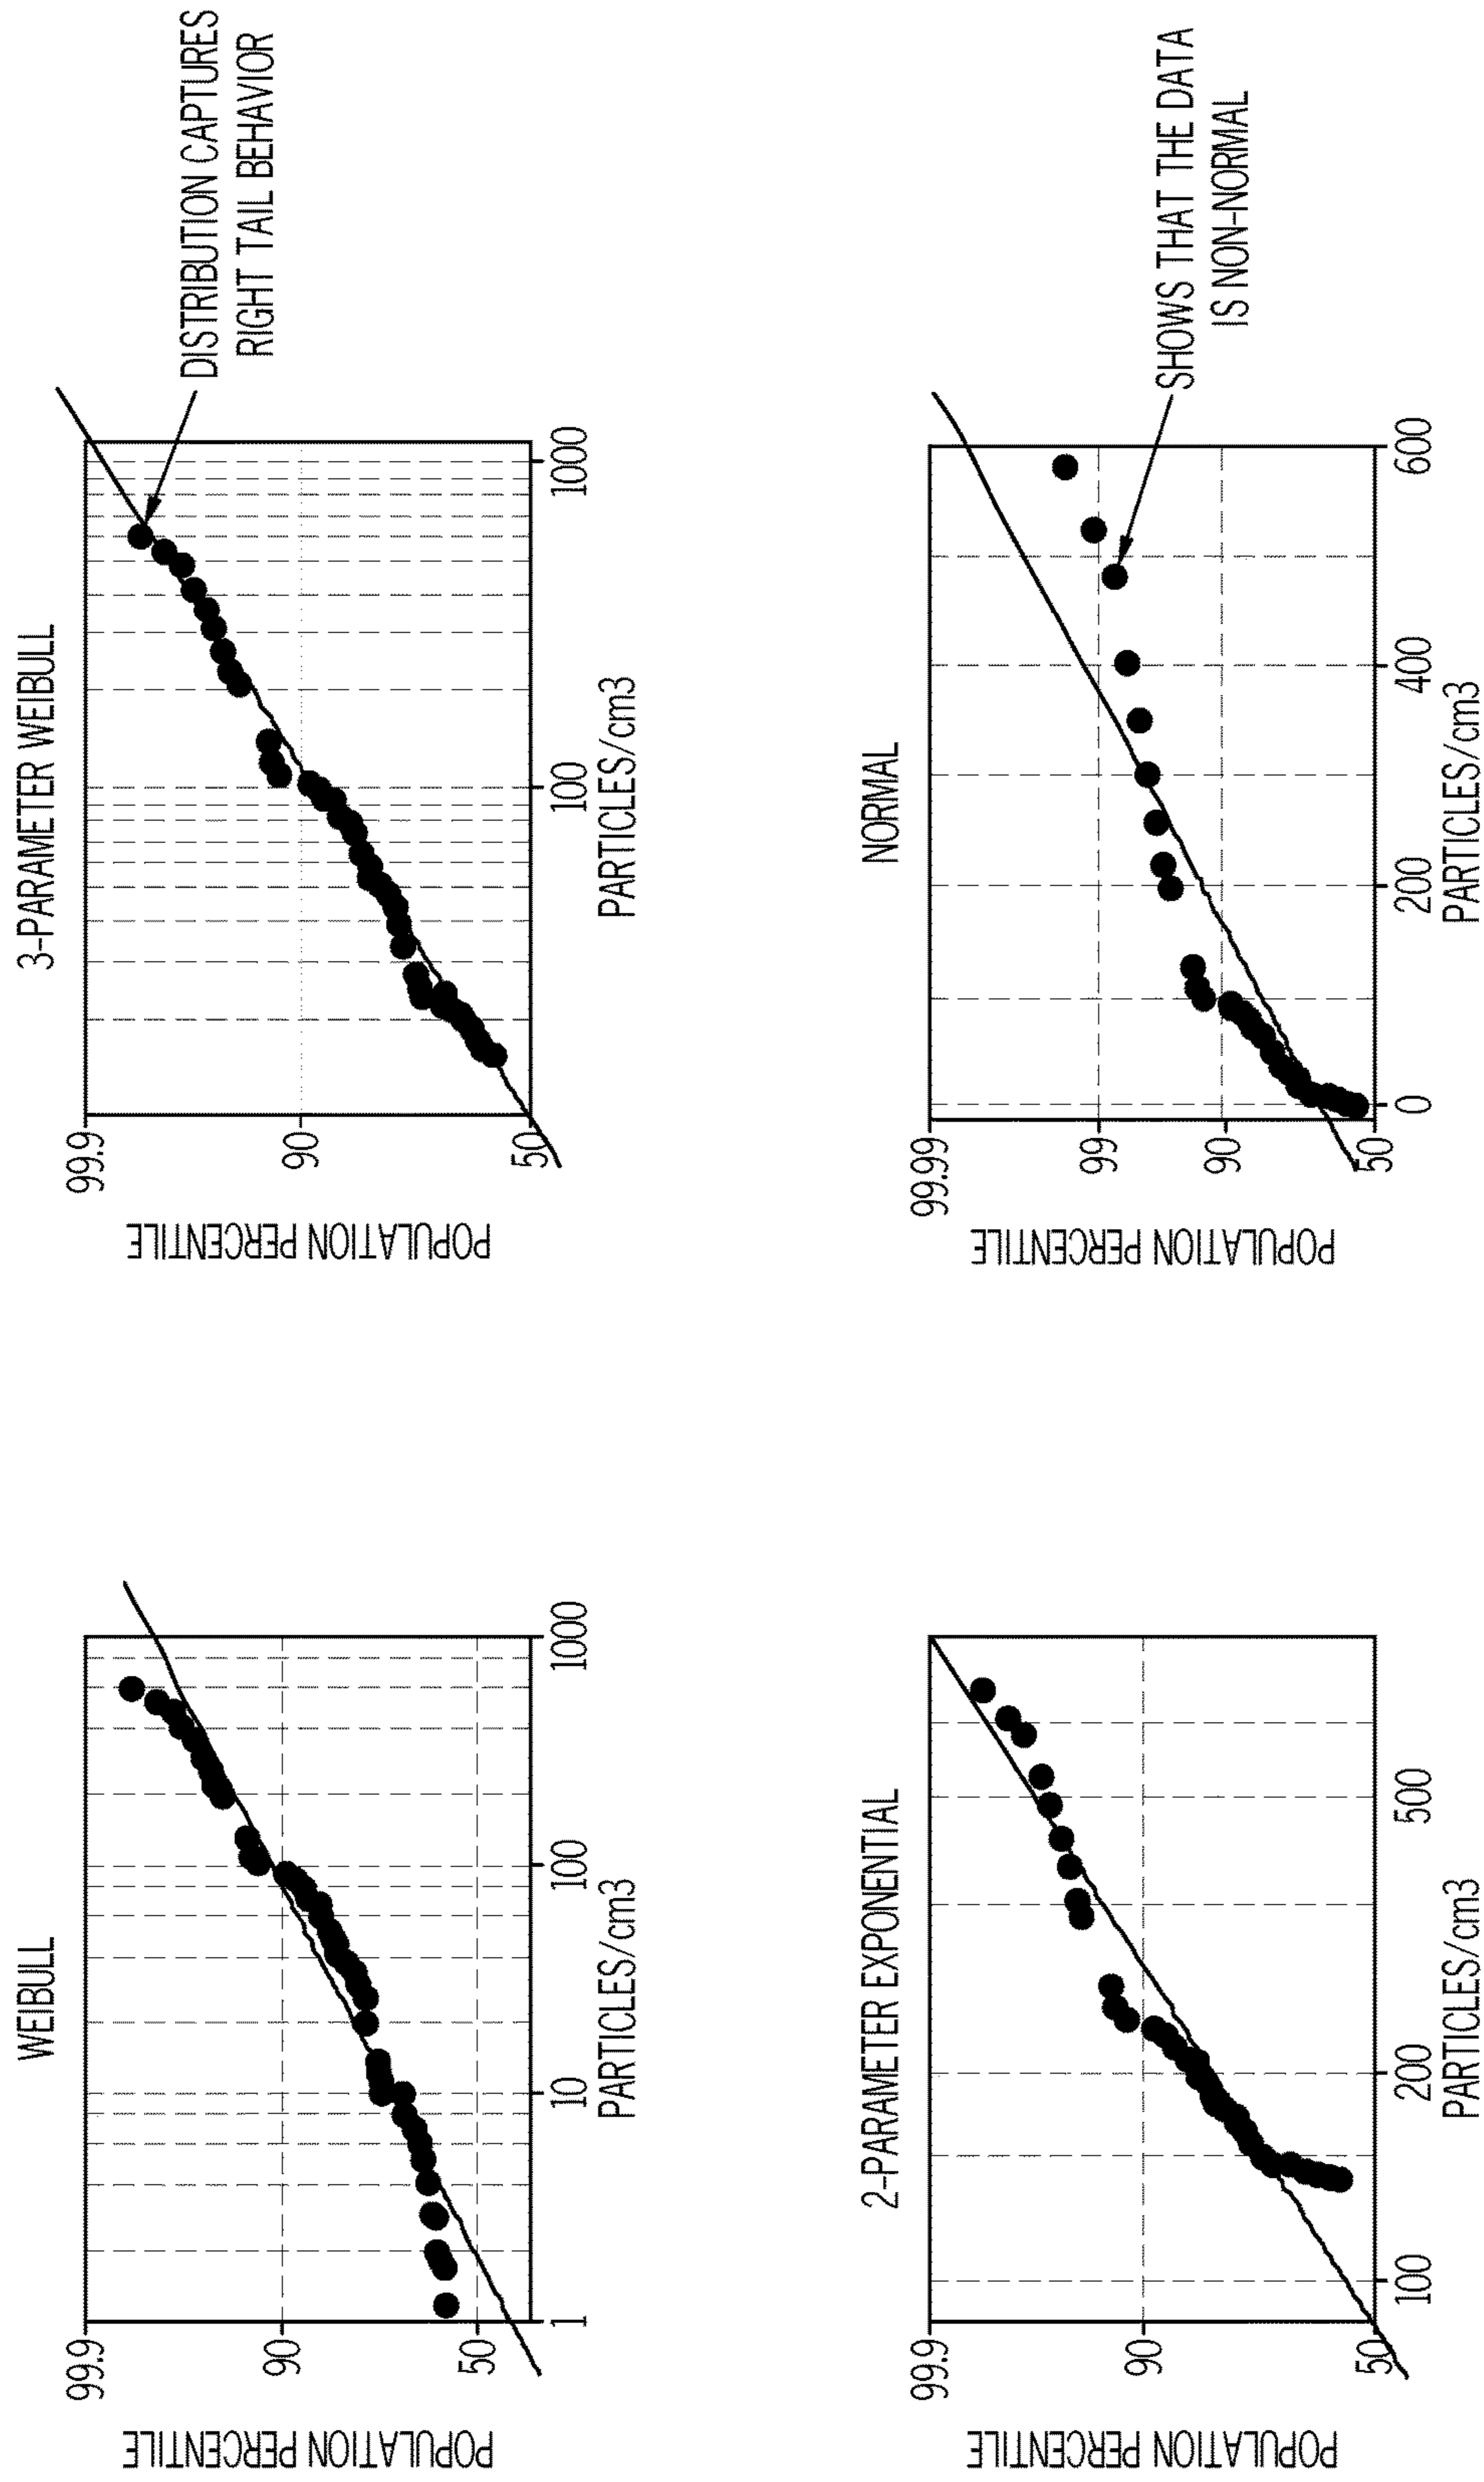 WEIBULL
POPULATION PERCENTILE
99.9
90
50
1
10
100
1000
PARTICLES/cm3
3-PARAMETER WEIBULL
POPULATION PERCENTILE
99.9
90
50
100
1000
PARTICLES/cm3
DISTRIBUTION CAPTURES
RIGHT TAIL BEHAVIOR
2-PARAMETER EXPONENTIAL
POPULATION PERCENTILE
99.9
90
50
100
200
500
PARTICLES/cm3
NORMAL
POPULATION PERCENTILE
99.99
99
90
50
0
200
400
600
PARTICLES/cm3
SHOWS THAT THE DATA
IS NON-NORMAL